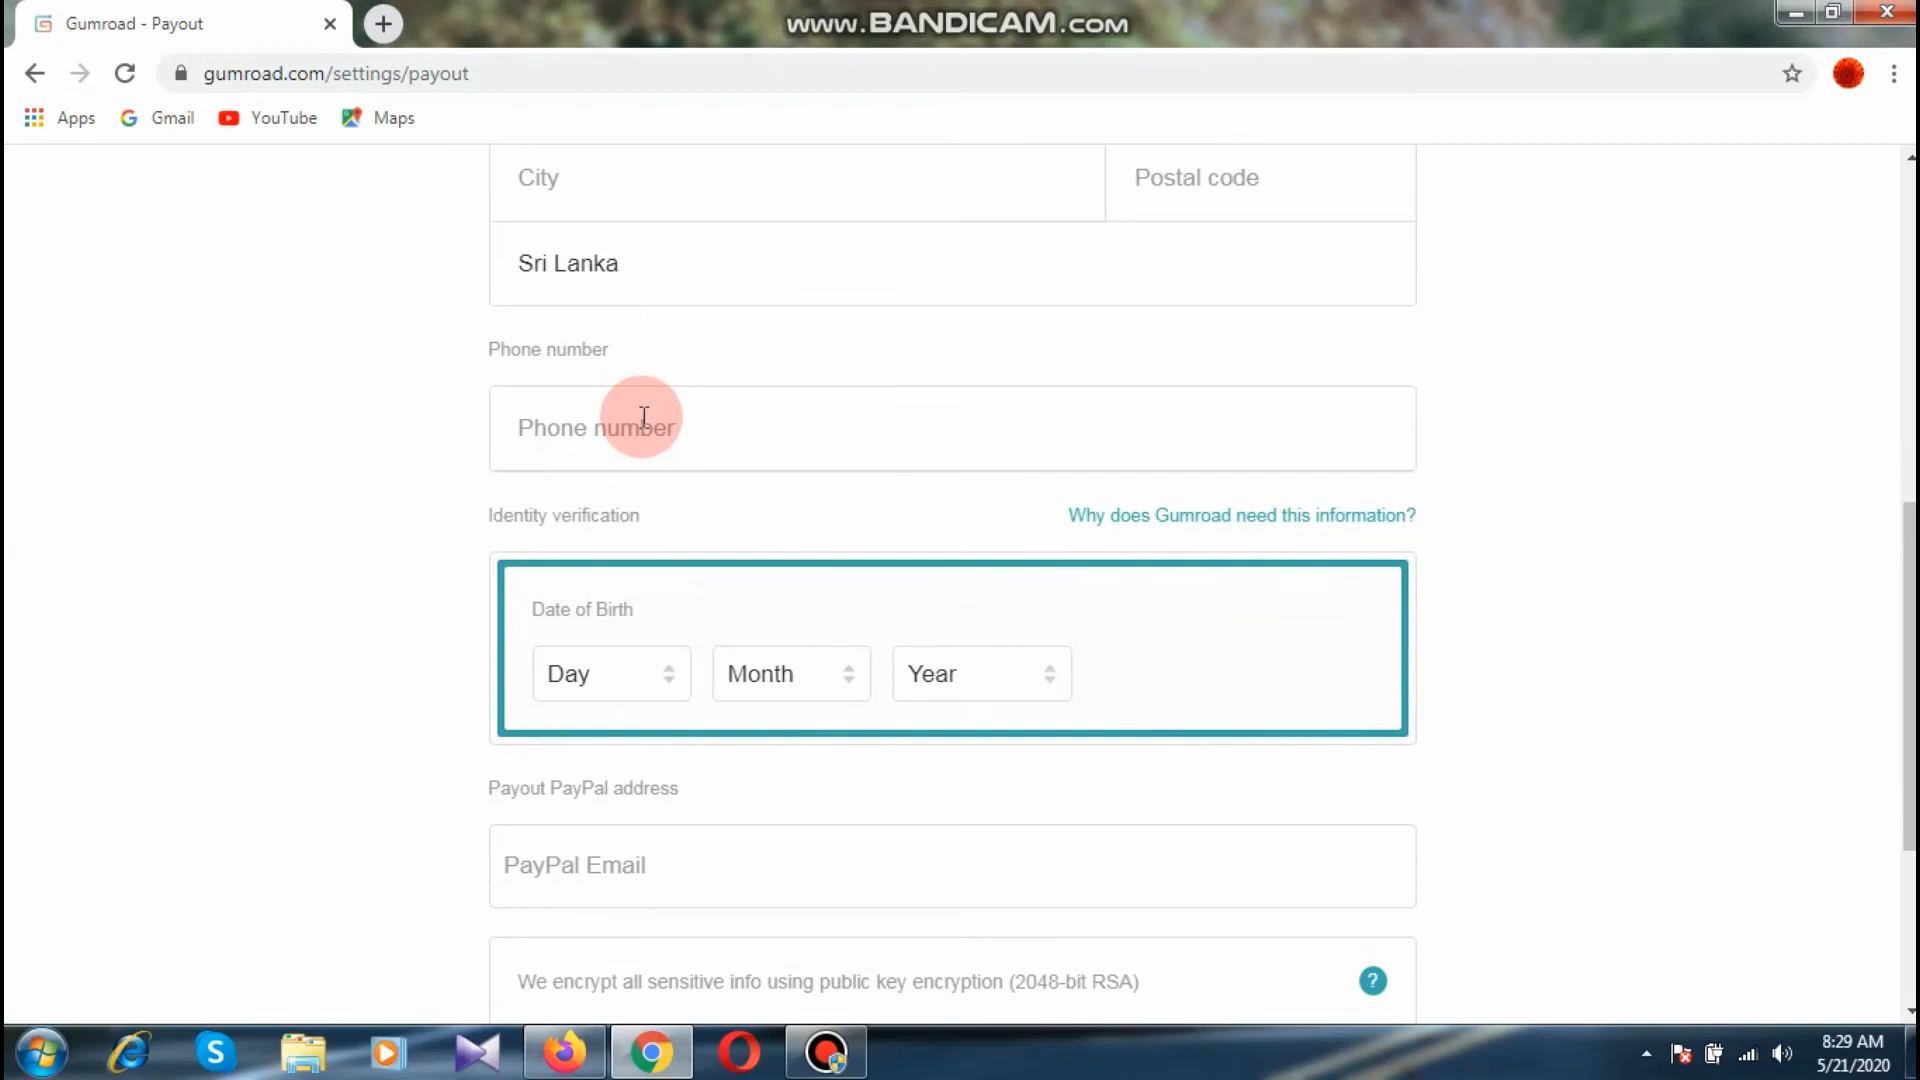 Gumroad - Payout
www.BANDICAM.com
gumroad.com/settings/payout
Apps
Gmail
YouTube
Maps
City
Postal code
Sri Lanka
Phone number
Phone number
Identity verification
Why does Gumroad need this information?
Date of Birth
Day
Month
Year
Payout PayPal address
PayPal Email
We encrypt all sensitive info using public key encryption (2048-bit RSA)
?
8:29 AM
5/21/2020